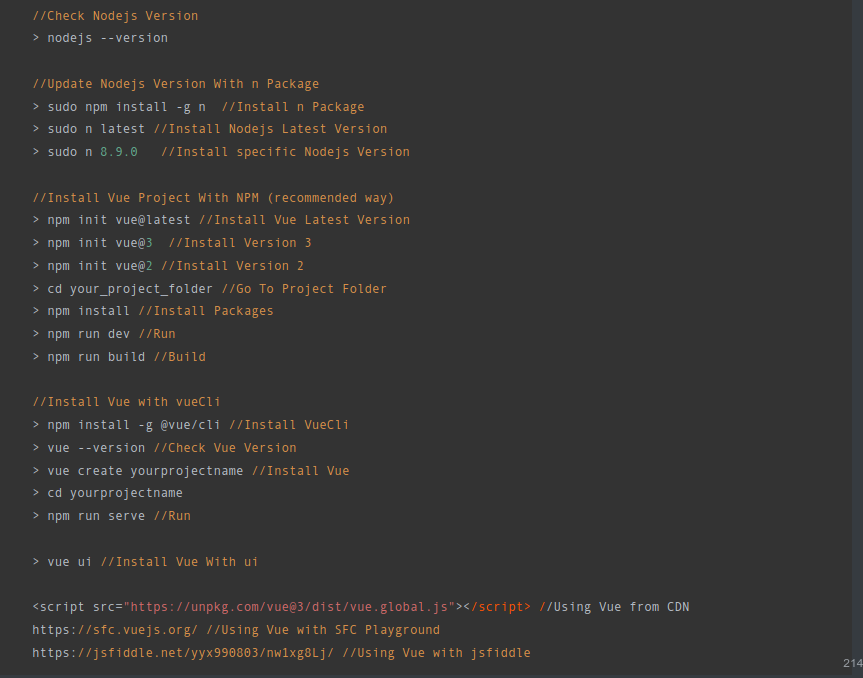 //Check Nodejs Version
> nodejs --version
//Update Nodejs Version With n Package
> sudo npm install -g n  //Install n Package
> sudo n latest //Install Nodejs Latest Version
> sudo n 8.9.0   //Install specific Nodejs Version
//Install Vue Project With NPM (recommended way)
> npm init vue@latest //Install Vue Latest Version
> npm init vue@3  //Install Version 3
> npm init vue@2 //Install Version 2
> cd your_project_folder //Go To Project Folder
> npm install //Install Packages
> npm run dev //Run
> npm run build //Build
//Install Vue with vueCli
> npm install -g @vue/cli //Install VueCli
> vue --version //Check Vue Version
> vue create yourprojectname //Install Vue
> cd yourprojectname
> npm run serve //Run
> vue ui //Install Vue With ui
<script src="https://unpkg.com/vue@3/dist/vue.global.js"></script> //Using Vue from CDN
https://sfc.vuejs.org/ //Using Vue with SFC Playground
https://jsfiddle.net/yyx990803/nw1xg8Lj/ //Using Vue with jsfiddle
214